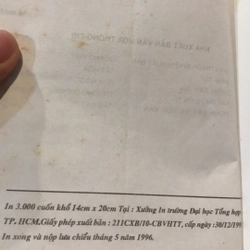 In 3.000 cuốn khổ 14cm x 20cm Tại : Xưởng In trường Đại học Tổng hợp
TP. HCM.Giấy phép xuất bản : 211CXB/10-CBVHTT, cấp ngày :30/12/199
In xong và nộp lưu chiểu tháng 5 năm 1996.